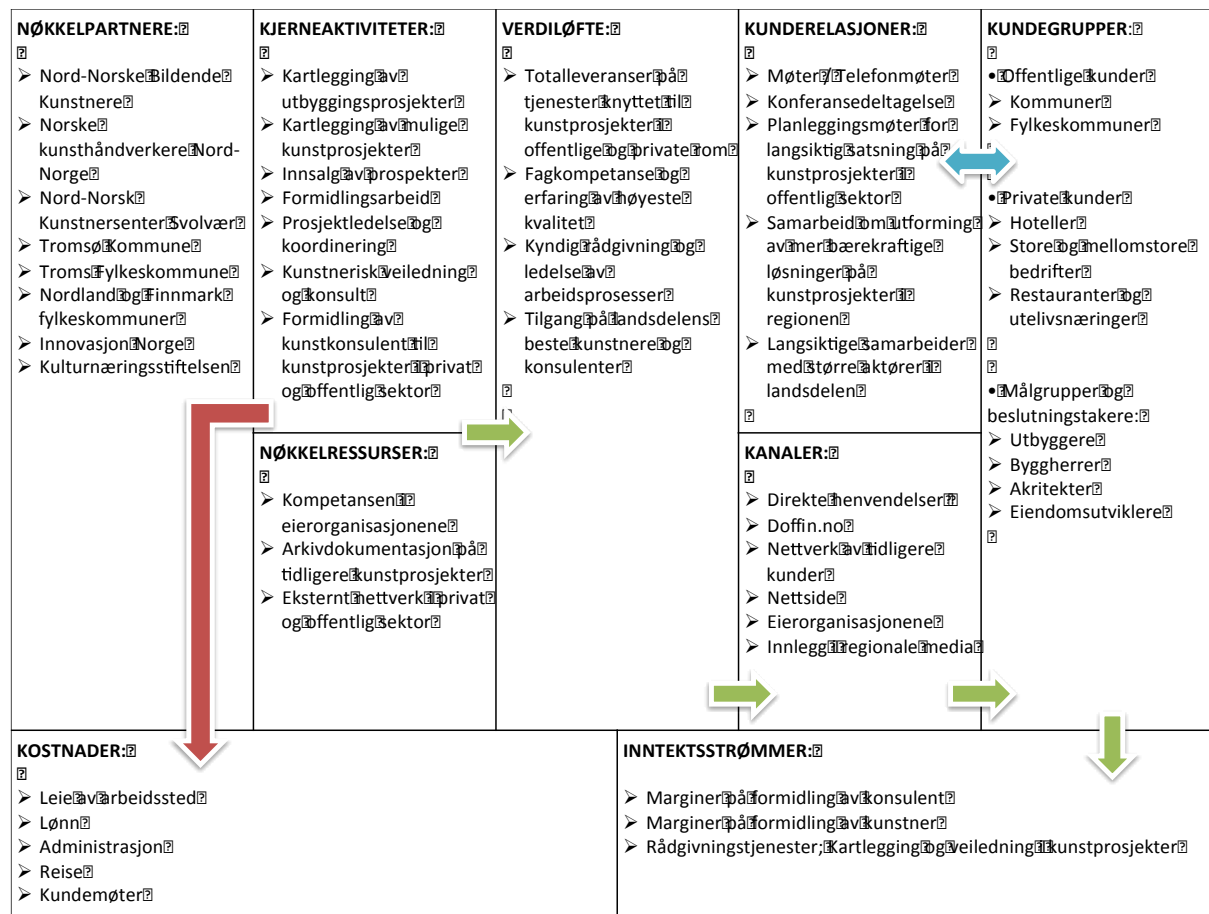 NØKKELPARTNERE:
➢ Nord-Norske Bildende
Kunstnere
➢ Norske
kunsthåndverkere Nord-
Norge
➢ Nord-Norsk
Kunstnersenter Svolvær
➢ Tromsø Kommune
➢ Troms Fylkeskommune
➢ Nordland og Finnmark
fylkeskommuner
➢ Innovasjon Norge
➢ Kulturnæringsstiftelsen
KJERNEAKTIVITETER:
➢ Kartlegging av
utbyggingsprosjekter
➢ Kartlegging av mulige
kunstprosjekter
➢ Innsalg av prospekter
➢ Formidlingsarbeid
➢ Prosjektledelse og
koordinering
➢ Kunstnerisk veiledning
og konsult
➢ Formidling av
kunstkonsulent til
kunstprosjekter i privat
og offentlig sektor
NØKKELRESSURSER:
➢ Kompetansen i
eierorganisasjonene
➢ Arkivdokumentasjon på
tidligere kunstprosjekter
➢ Eksternt nettverk i privat
og offentlig sektor
VERDILØFTE:
➢ Totalleveranser på
tjenester knyttet til
kunstprosjekter i
offentlige og private rom
➢ Fagkompetanse og
erfaring av høyeste
kvalitet
➢ Kyndig rådgivning og
ledelse av
arbeidsprosesser
➢ Tilgang på landsdelens
beste kunstnere og
konsulenter
KUNDERELASJONER:
➢ Møter / Telefonmøter
➢ Konferansedeltagelse
➢ Planleggingsmøter for
langsiktig satsning på
kunstprosjekter i
offentlig sektor
➢ Samarbeid om utforming
av mer bærekraftige
løsninger på
kunstprosjekter i
regionen
➢ Langsiktige samarbeider
med større aktører i
landsdelen
KANALER:
➢ Direkte henvendelser
➢ Doffin.no
➢ Nettverk av tidligere
kunder
➢ Nettside
➢ Eierorganisasjonene
➢ Innlegg i regionale media
KUNDEGRUPPER:
• Offentlige kunder
➢ Kommuner
➢ Fylkeskommuner
• Private kunder
➢ Hoteller
➢ Store og mellomstore
bedrifter
➢ Restauranter og
utelivsnæringer
• Målgrupper og
beslutningstakere:
➢ Utbyggere
➢ Byggherrer
➢ Akritekter
➢ Eiendomsutviklere
KOSTNADER:
➢ Leie av arbeidssted
➢ Lønn
➢ Administrasjon
➢ Reise
➢ Kundemøter
INNTEKTSSTRØMMER:
➢ Marginer på formidling av konsulent
➢ Marginer på formidling av kunstner
➢ Rådgivningstjenester; Kartlegging og veiledning i kunstprosjekter